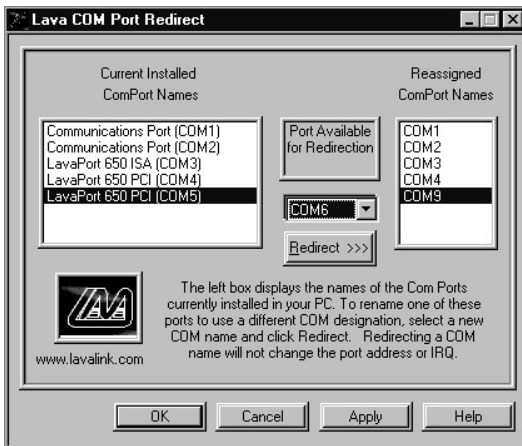 Lava COM Port Redirect
Current Installed
ComPort Names
Reassigned
ComPort Names
Communications Port (COM1)
Communications Port (COM2)
LavaPort 650 ISA (COM3)
LavaPort 650 PCI (COM4)
LavaPort 650 PCI (COM5)
Port Available
for Redirection
COM6
Redirect >>>
COM1
COM2
COM3
COM4
COM9
LAVA
www.lavalink.com
The left box displays the names of the Com Ports
currently installed in your PC. To rename one of these
ports to use a different COM designation, select a new
COM name and click Redirect. Redirecting a COM
name will not change the port address or IRQ.
OK
Cancel
Apply
Help